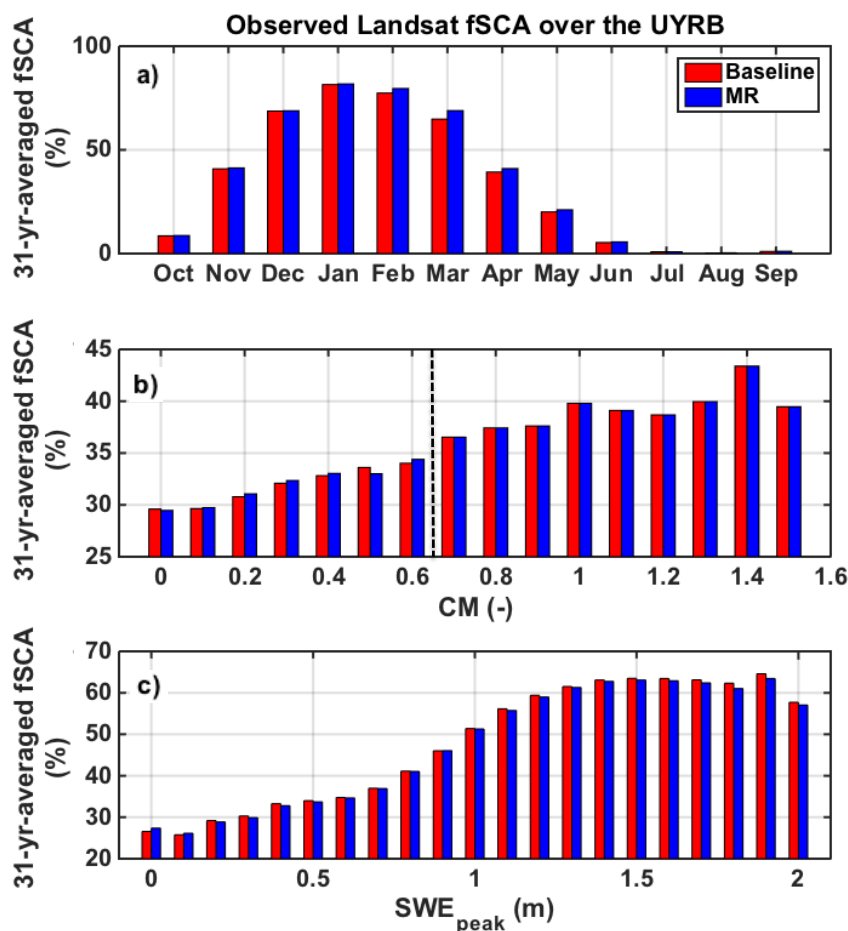 Observed Landsat fSCA over the UYRB
31-yr-averaged fSCA
(%)
100
50
0
a)
Baseline
MR
Oct Nov Dec Jan Feb Mar Apr May Jun Jul Aug Sep
31-yr-averaged fSCA
(%)
45
40
35
30
25
b)
0 0.2 0.4 0.6 0.8 1 1.2 1.4 1.6
CM (-)
31-yr-averaged fSCA
(%)
70
60
50
40
30
20
c)
0 0.5 1 1.5 2
SWEpeak (m)